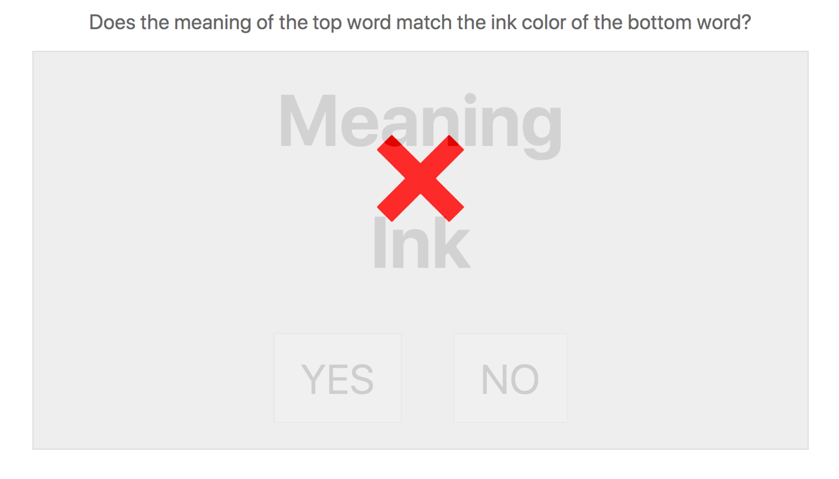 Does the meaning of the top word match the ink color of the bottom word?
Meaning
Ink
YES NO